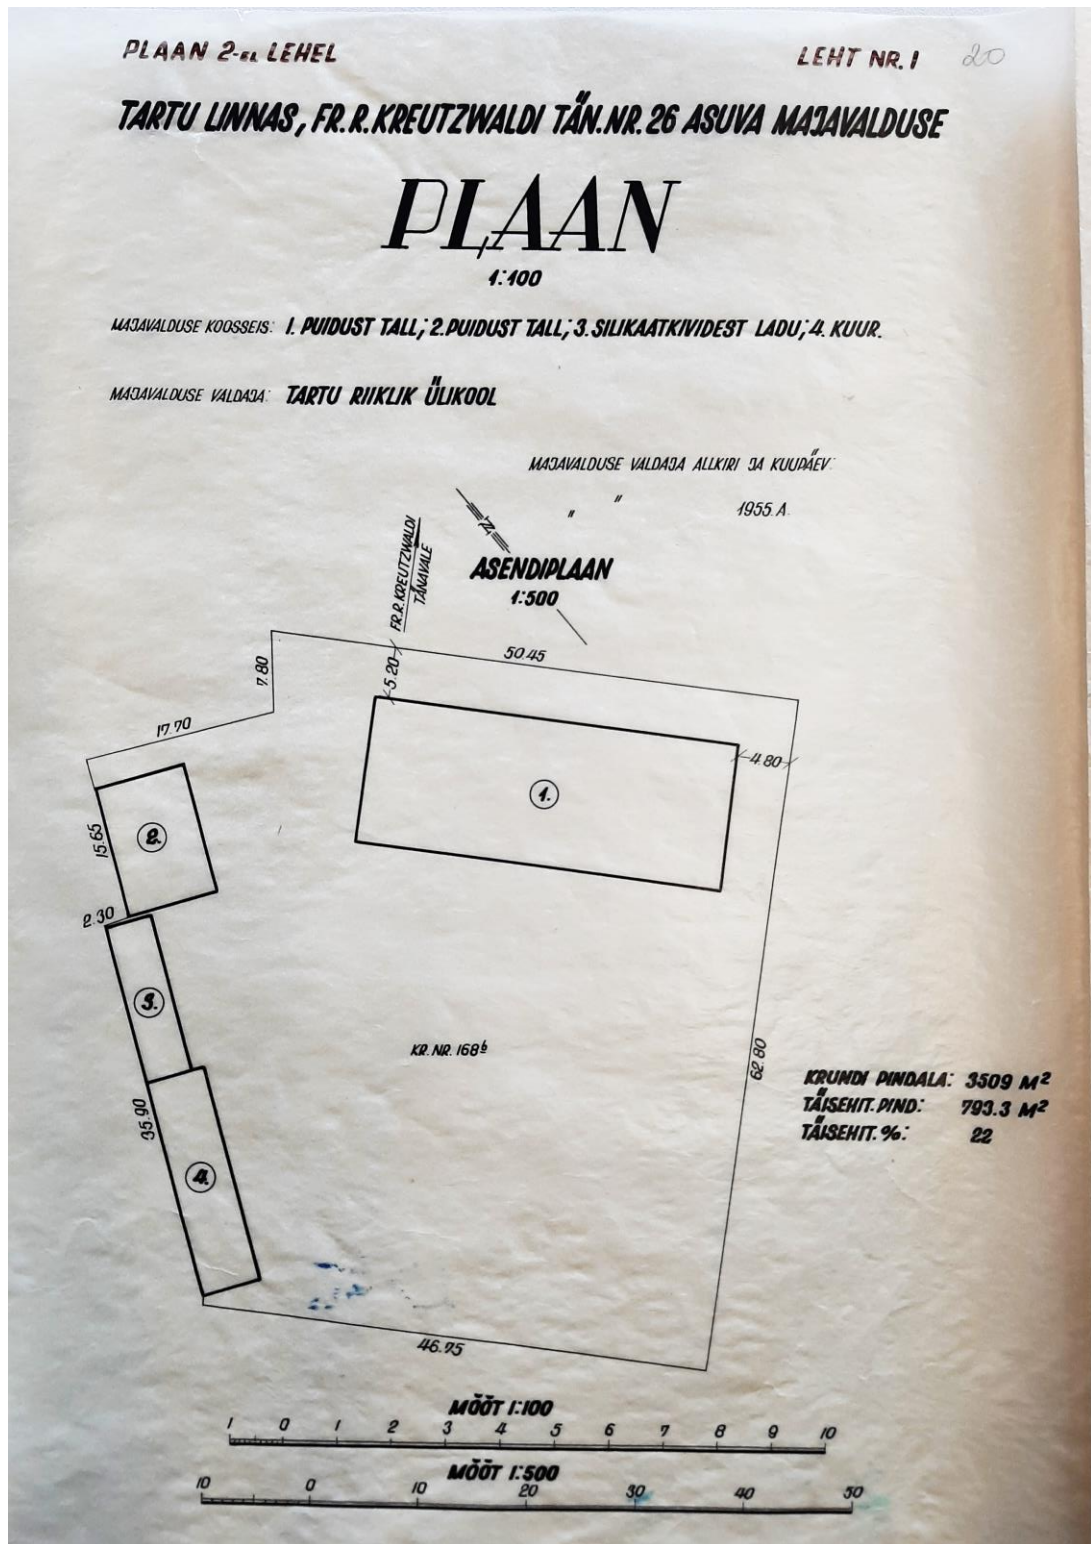 PLAAN 2-EL LEHEL
LEHT NR. 1 20
TARTU LINNAS, FR. R. KREUTZWALDI TÄN. NR. 26 ASUVA MAJAVALDUSE
PLAAN
1:100
MAJAVALDUSE KOOSSEIS: 1. PUIDUST TALL; 2. PUIDUST TALL; 3. SILIKAATKIVIDEST LADU; 4. KUUR.
MAJAVALDUSE VALDAJA: TARTU RIIKLIK ÜLIKOOL
MAJAVALDUSE VALDAJA ALLKIRI JA KUUPÄEV:
" " 1955. A.
N
FR. R. KREUTZWALDI
TÄNAVALE
ASENDIPLAAN
1:500
50.45
7.80
5.20
17.70
4.80
1.
2.
15.65
2.30
3.
KR. NR. 168b
62.80
KRUNDI PINDALA: 3509 M²
TÄISEHIT. PIND: 793.3 M²
TÄISEHIT. %: 22
35.90
4.
46.75
MÕÕT 1:100
1 0 1 2 3 4 5 6 7 8 9 10
MÕÕT 1:500
10 0 10 20 30 40 50